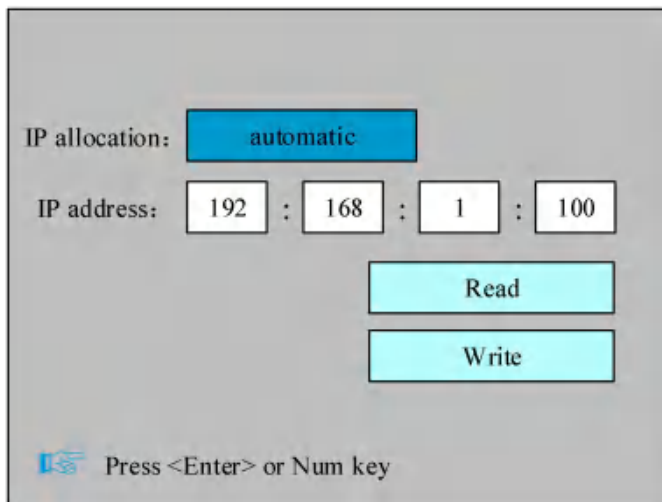 IP allocation: automatic
IP address: 192 : 168 : 1 : 100
Read
Write
Press <Enter> or Num key